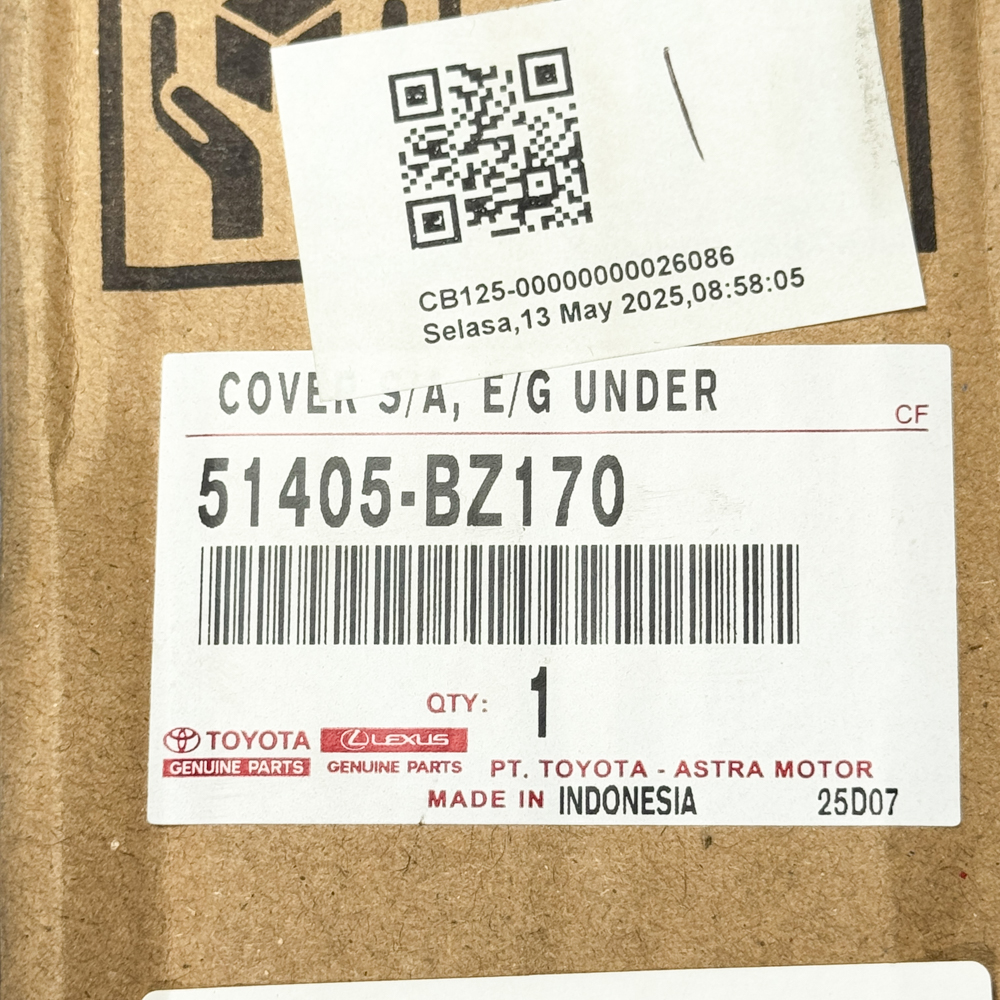 CB125-00000000026086
Selasa,13 May 2025,08:58:05
COVER S/A, E/G UNDER
CF
51405-BZ170
QTY: 1
TOYOTA LEXUS
GENUINE PARTS GENUINE PARTS PT. TOYOTA - ASTRA MOTOR
MADE IN INDONESIA 25D07